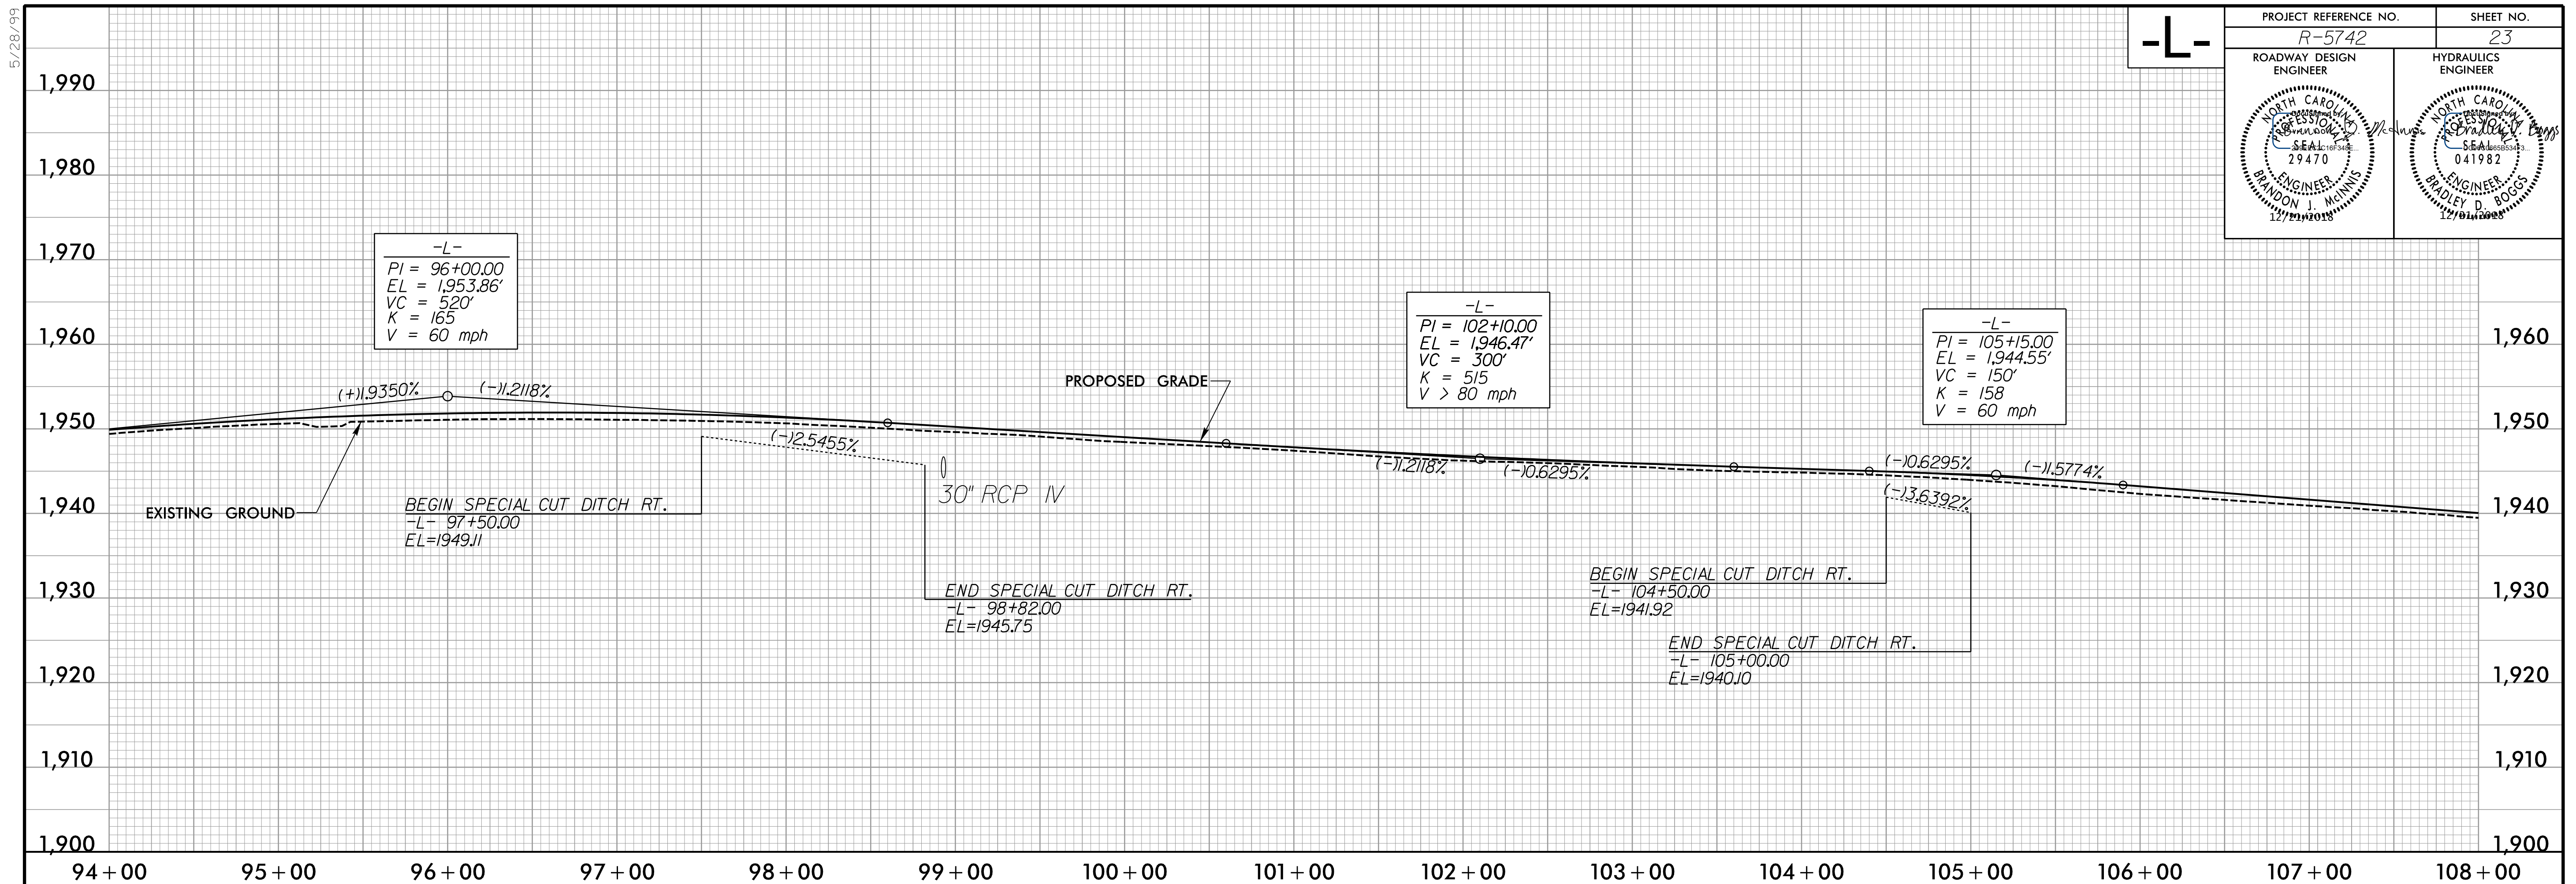 5/28/99
-L-
PROJECT REFERENCE NO.
SHEET NO.
R-5742
23
ROADWAY DESIGN
ENGINEER
HYDRAULICS
ENGINEER
NORTH CAROLINA
PROFESSIONAL
SEAL
29470
ENGINEER
BRANDON J. McINNIS
12/21/2018
NORTH CAROLINA
PROFESSIONAL
SEAL
041982
ENGINEER
BRADLEY D. BOGGS
1,990
1,980
1,970
1,960
1,950
1,940
1,930
1,920
1,910
1,900
-L-
PI = 96+00.00
EL = 1,953.86'
VC = 520'
K = 165
V = 60 mph
-L-
PI = 102+10.00
EL = 1,946.47'
VC = 300'
K = 515
V > 80 mph
-L-
PI = 105+15.00
EL = 1,944.55'
VC = 150'
K = 158
V = 60 mph
(+)1.9350%
(-)1.2118%
PROPOSED GRADE
(-)2.5455%
30" RCP IV
(-)1.2118%
(-)0.6295%
(-)0.6295%
(-)1.5774%
(-)3.6392%
EXISTING GROUND
BEGIN SPECIAL CUT DITCH RT.
-L- 97+50.00
EL=1949.11
END SPECIAL CUT DITCH RT.
-L- 98+82.00
EL=1945.75
BEGIN SPECIAL CUT DITCH RT.
-L- 104+50.00
EL=1941.92
END SPECIAL CUT DITCH RT.
-L- 105+00.00
EL=1940.10
1,960
1,950
1,940
1,930
1,920
1,910
1,900
94+00 95+00 96+00 97+00 98+00 99+00 100+00 101+00 102+00 103+00 104+00 105+00 106+00 107+00 108+00